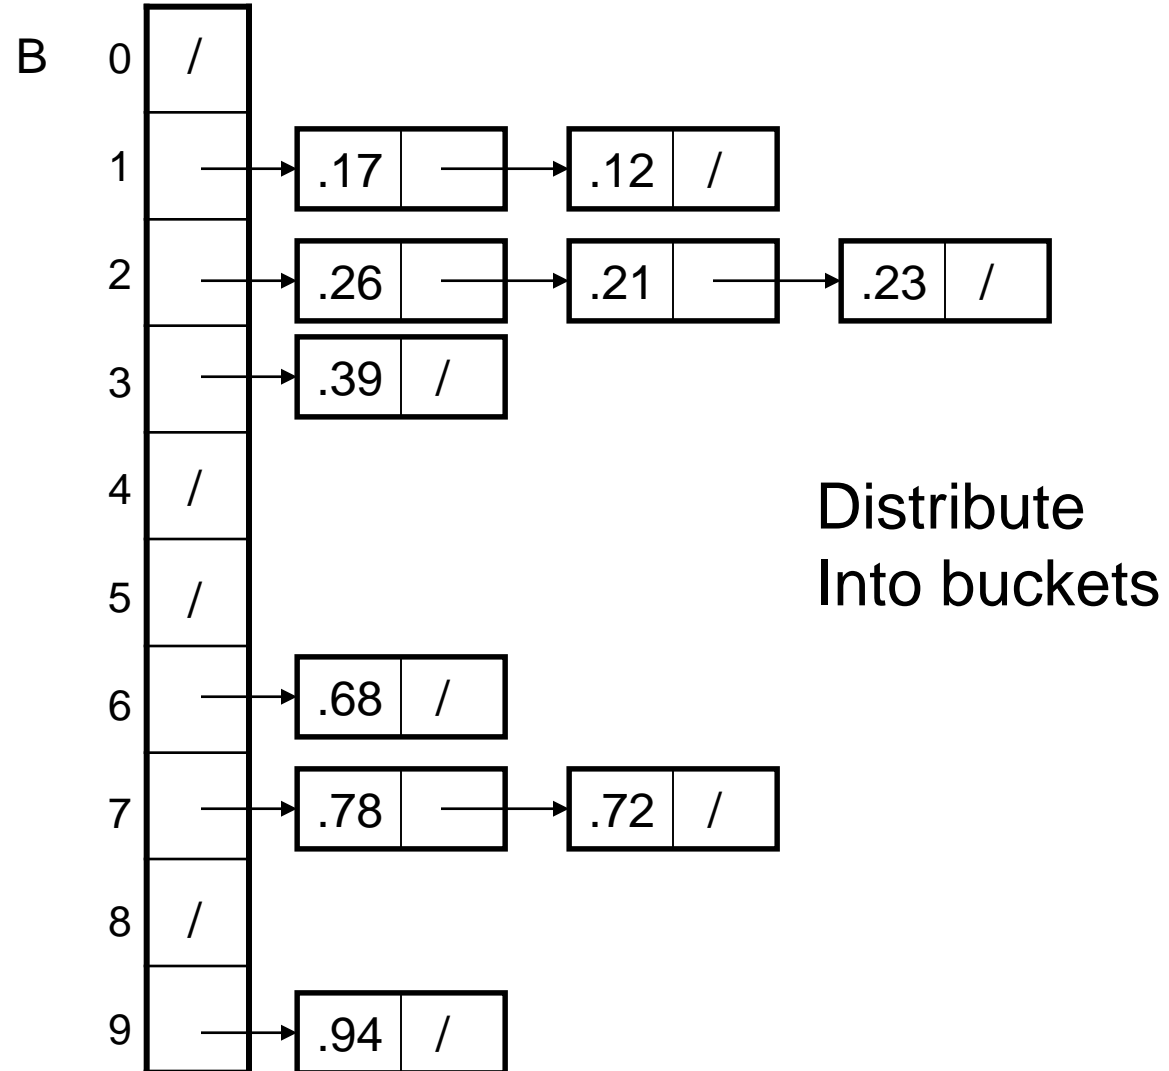 B 0 /
1 .17 .12 /
2 .26 .21 .23 /
3 .39 /
4 /
Distribute
Into buckets
5 /
6 .68 /
7 .78 .72 /
8 /
9 .94 /